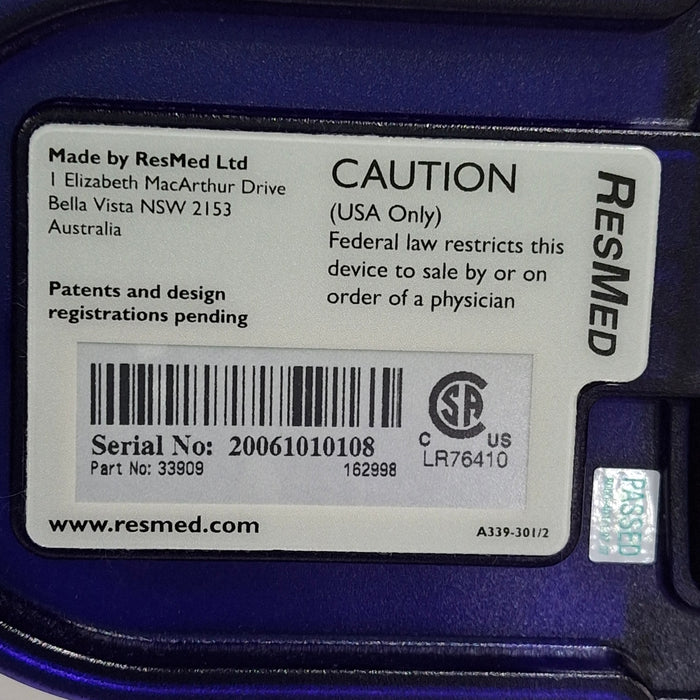 Made by ResMed Ltd
1 Elizabeth MacArthur Drive
Bella Vista NSW 2153
Australia
Patents and design
registrations pending
CAUTION
(USA Only)
Federal law restricts this
device to sale by or on
order of a physician
RESMED
Serial No: 20061010108
Part No: 33909 162998
C US
LR76410
www.resmed.com
A339-301/2
PASSED